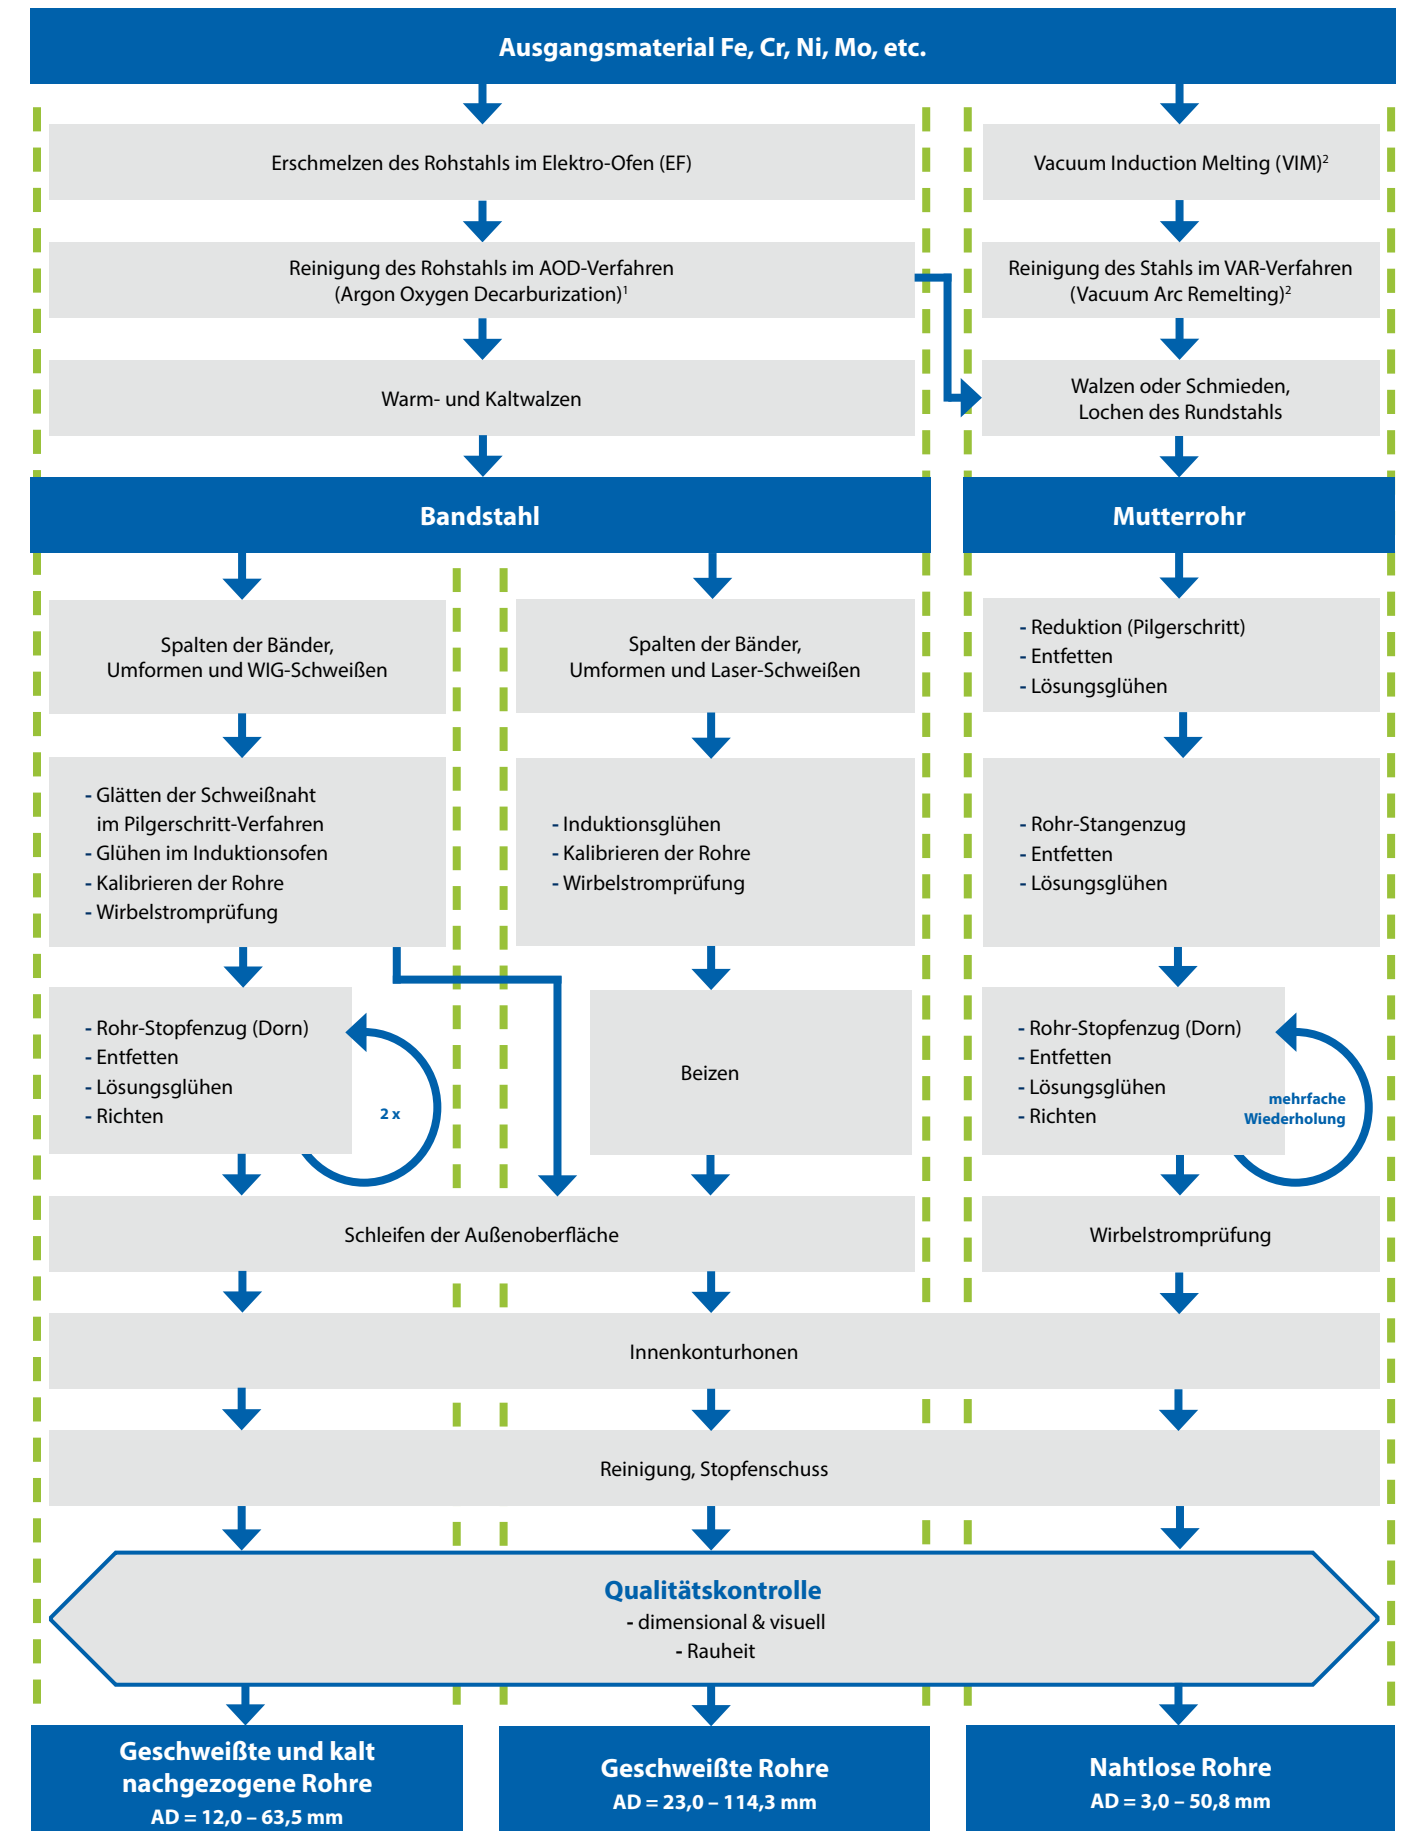 Ausgangsmaterial Fe, Cr, Ni, Mo, etc.
Erschmelzen des Rohstahls im Elektro-Ofen (EF)
Vacuum Induction Melting (VIM)²
Reinigung des Rohstahls im AOD-Verfahren
(Argon Oxygen Decarburization)¹
Reinigung des Stahls im VAR-Verfahren
(Vacuum Arc Remelting)²
Warm- und Kaltwalzen
Walzen oder Schmieden,
Lochen des Rundstahls
Bandstahl
Mutterrohr
Spalten der Bänder,
Umformen und WIG-Schweißen
Spalten der Bänder,
Umformen und Laser-Schweißen
- Reduktion (Pilgerschritt)
- Entfetten
- Lösungsglühen
- Glätten der Schweißnaht
im Pilgerschritt-Verfahren
- Glühen im Induktionsofen
- Kalibrieren der Rohre
- Wirbelstromprüfung
- Induktionsglühen
- Kalibrieren der Rohre
- Wirbelstromprüfung
- Rohr-Stangenzug
- Entfetten
- Lösungsglühen
- Rohr-Stopfenzug (Dorn)
- Entfetten
- Lösungsglühen
- Richten
2 x
Beizen
- Rohr-Stopfenzug (Dorn)
- Entfetten
- Lösungsglühen
- Richten
mehrfache
Wiederholung
Schleifen der Außenoberfläche
Wirbelstromprüfung
Innenkonturhonen
Reinigung, Stopfenschuss
Qualitätskontrolle
- dimensional & visuell
- Rauheit
Geschweißte und kalt
nachgezogene Rohre
AD = 12,0 – 63,5 mm
Geschweißte Rohre
AD = 23,0 – 114,3 mm
Nahtlose Rohre
AD = 3,0 – 50,8 mm